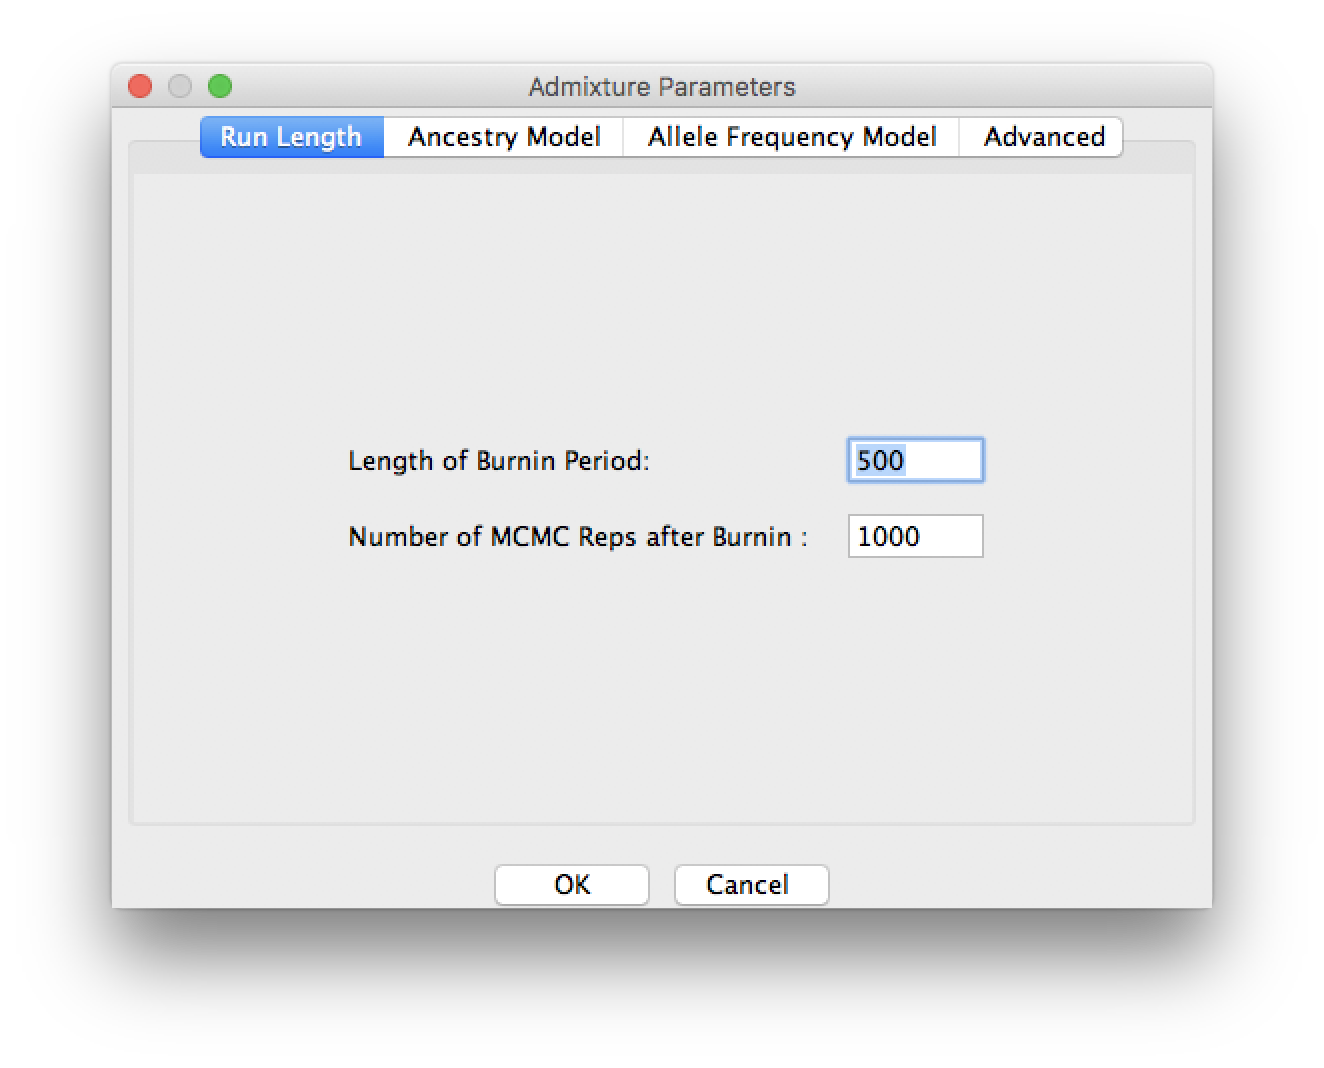 Admixture Parameters
Run Length Ancestry Model Allele Frequency Model Advanced
Length of Burnin Period: 500
Number of MCMC Reps after Burnin : 1000
OK Cancel